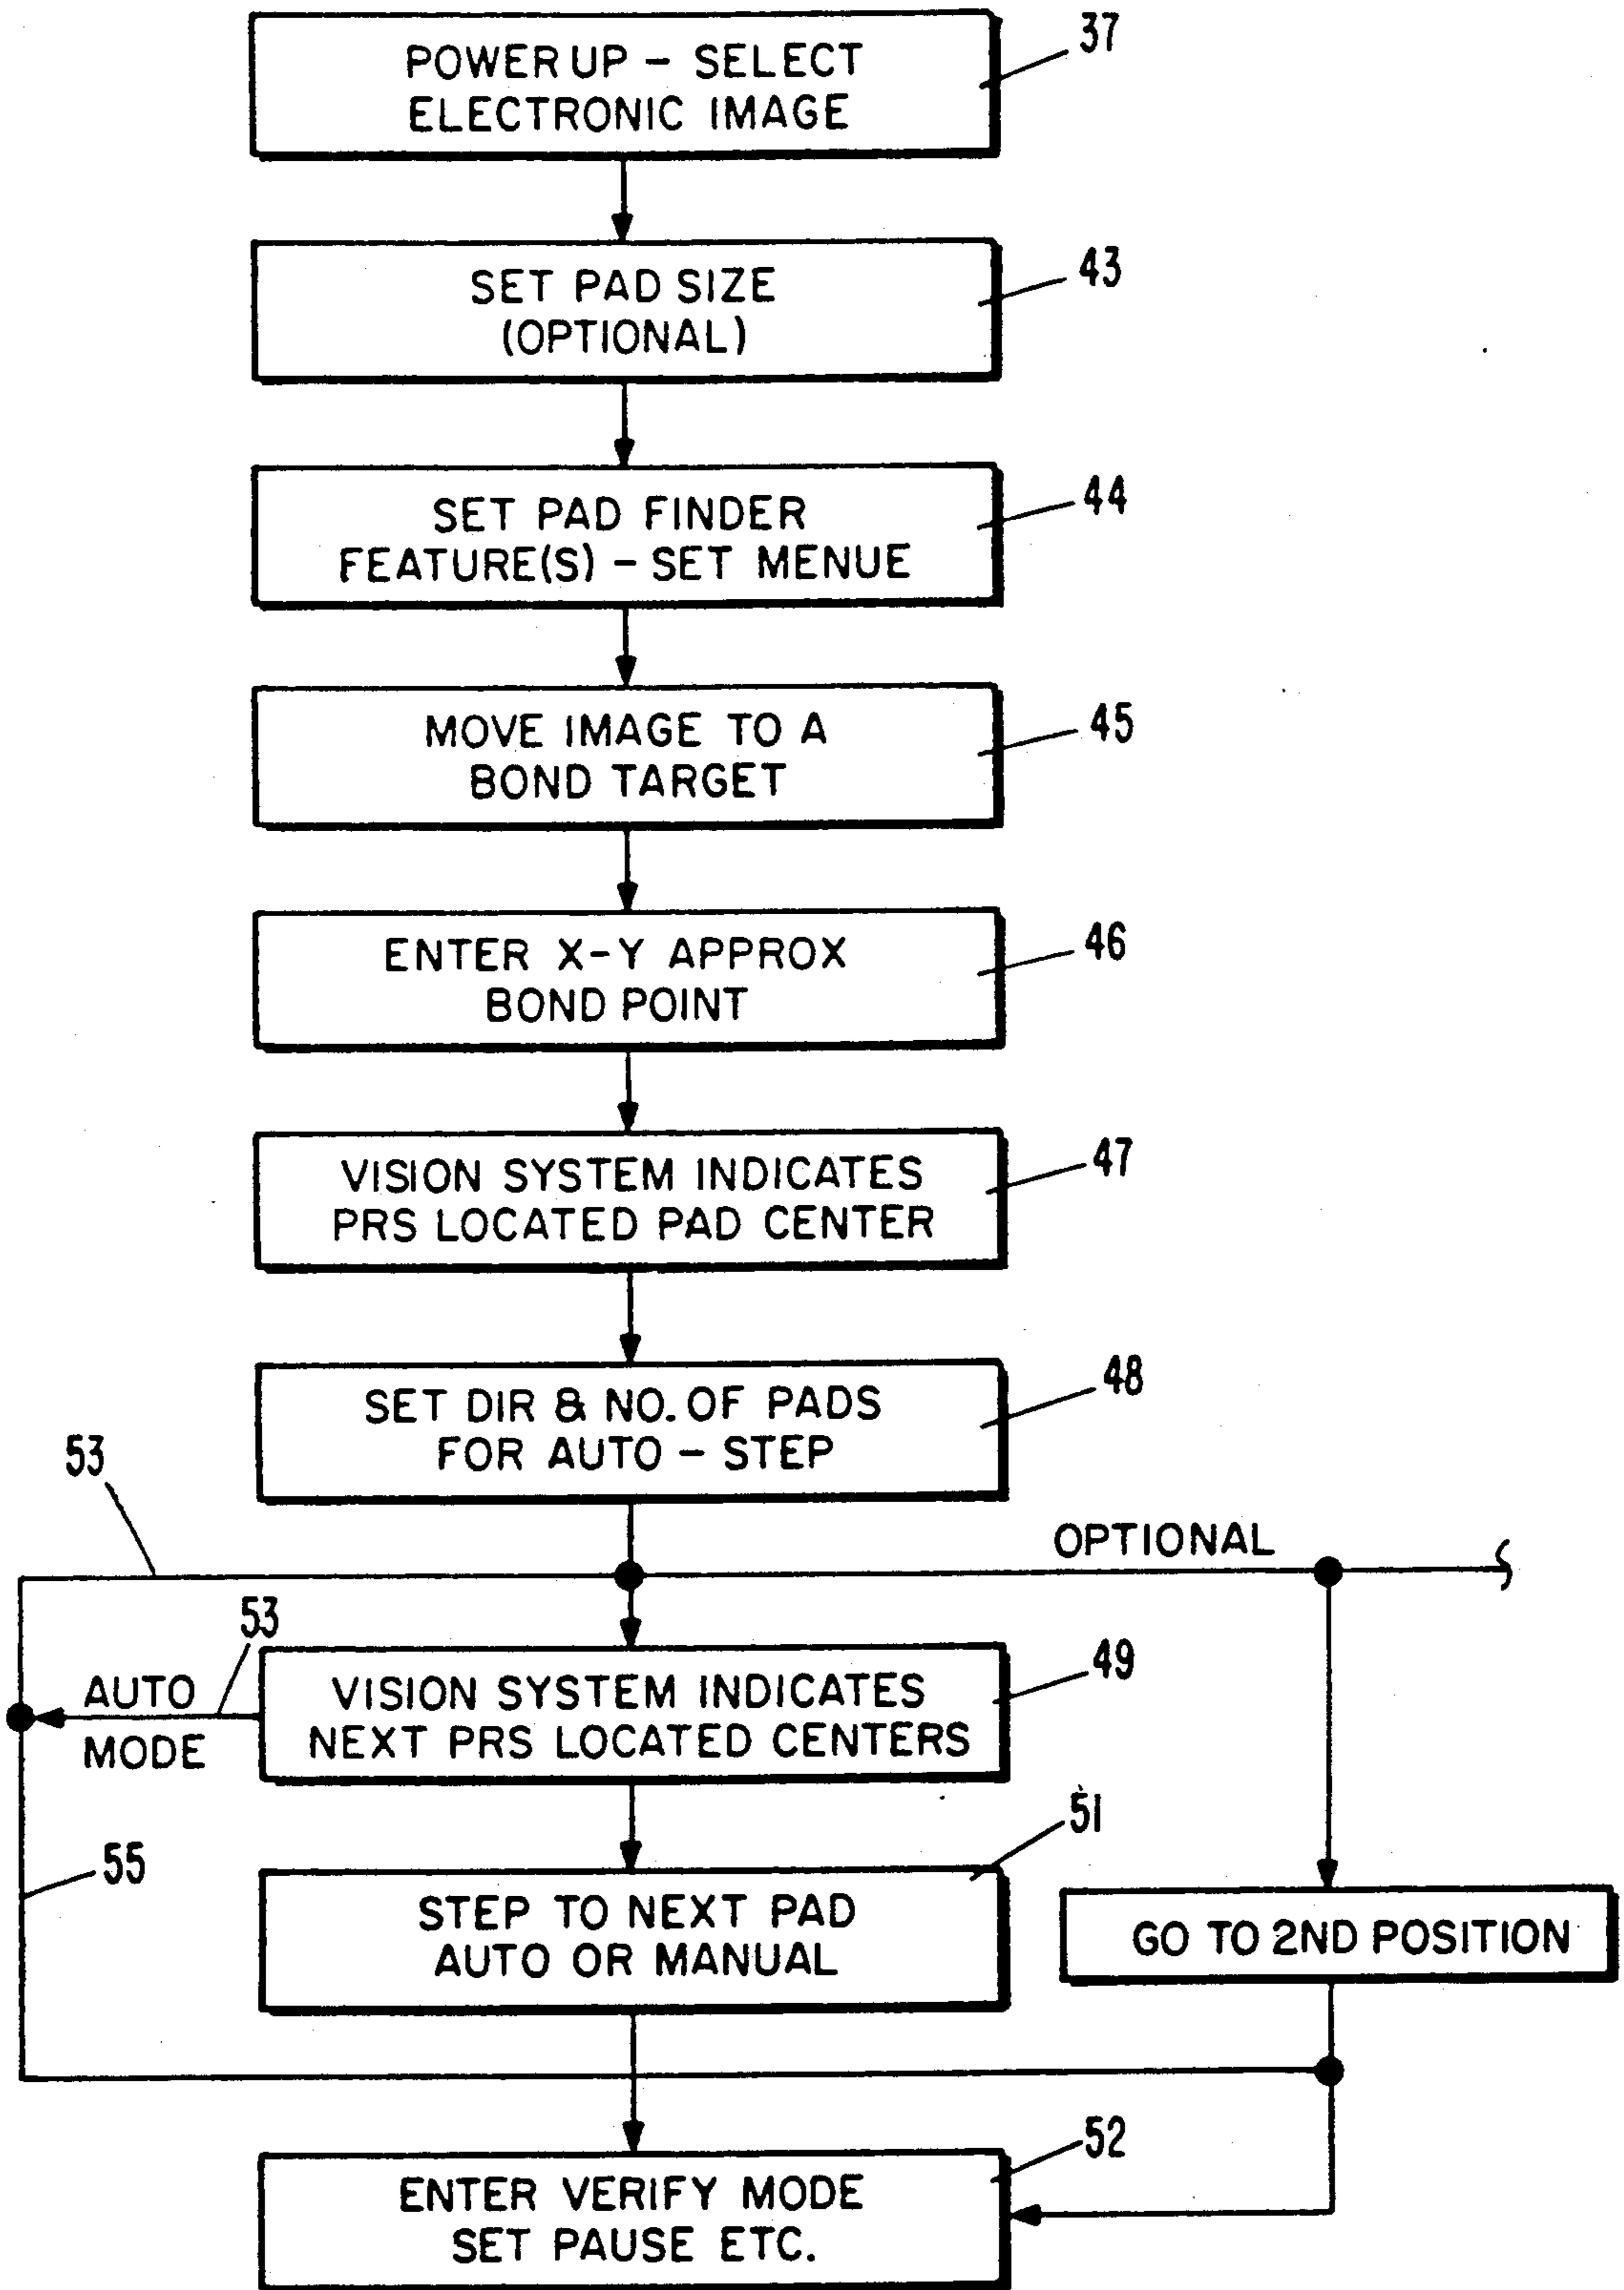 POWER UP – SELECT
ELECTRONIC IMAGE
37
SET PAD SIZE
(OPTIONAL)
43
SET PAD FINDER
FEATURE(S) – SET MENUE
44
MOVE IMAGE TO A
BOND TARGET
45
ENTER X-Y APPROX
BOND POINT
46
VISION SYSTEM INDICATES
PRS LOCATED PAD CENTER
47
SET DIR & NO. OF PADS
FOR AUTO – STEP
48
53
OPTIONAL
53
AUTO
MODE
VISION SYSTEM INDICATES
NEXT PRS LOCATED CENTERS
49
55
STEP TO NEXT PAD
AUTO OR MANUAL
51
GO TO 2ND POSITION
ENTER VERIFY MODE
SET PAUSE ETC.
52